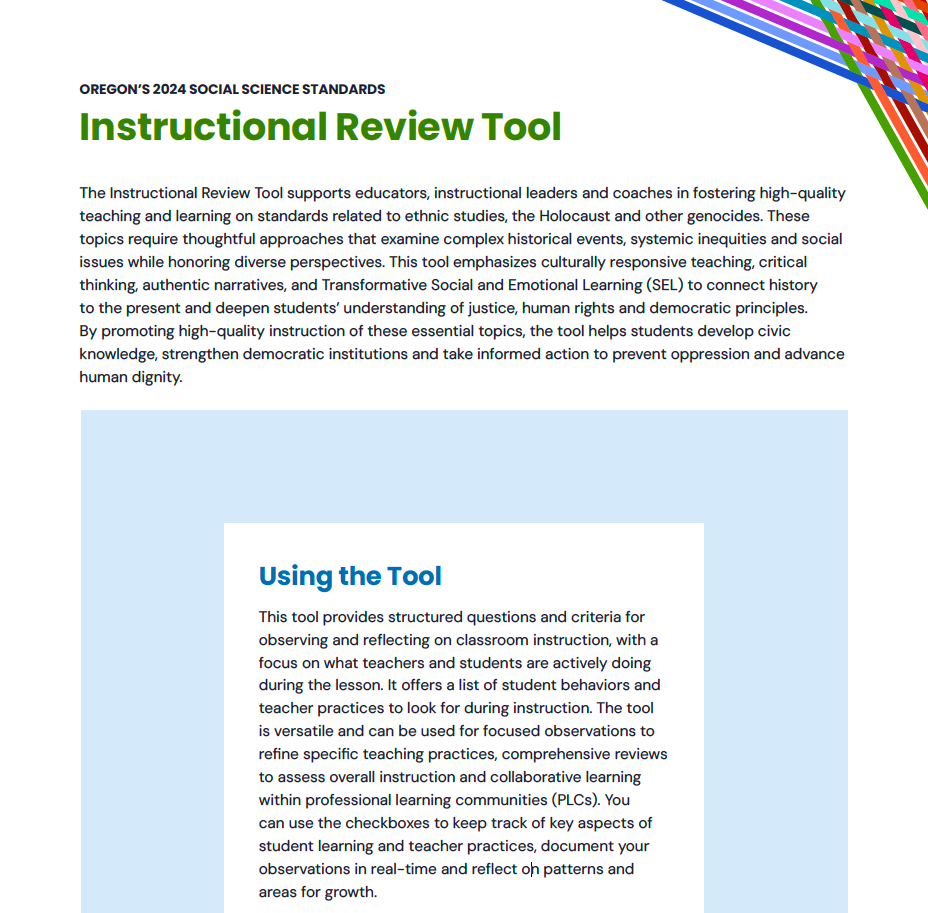 OREGON’S 2024 SOCIAL SCIENCE STANDARDS
Instructional Review Tool
The Instructional Review Tool supports educators, instructional leaders and coaches in fostering high-quality
teaching and learning on standards related to ethnic studies, the Holocaust and other genocides. These
topics require thoughtful approaches that examine complex historical events, systemic inequities and social
issues while honoring diverse perspectives. This tool emphasizes culturally responsive teaching, critical
thinking, authentic narratives, and Transformative Social and Emotional Learning (SEL) to connect history
to the present and deepen students’ understanding of justice, human rights and democratic principles.
By promoting high-quality instruction of these essential topics, the tool helps students develop civic
knowledge, strengthen democratic institutions and take informed action to prevent oppression and advance
human dignity.
Using the Tool
This tool provides structured questions and criteria for
observing and reflecting on classroom instruction, with a
focus on what teachers and students are actively doing
during the lesson. It offers a list of student behaviors and
teacher practices to look for during instruction. The tool
is versatile and can be used for focused observations to
refine specific teaching practices, comprehensive reviews
to assess overall instruction and collaborative learning
within professional learning communities (PLCs). You
can use the checkboxes to keep track of key aspects of
student learning and teacher practices, document your
observations in real-time and reflect on patterns and
areas for growth.